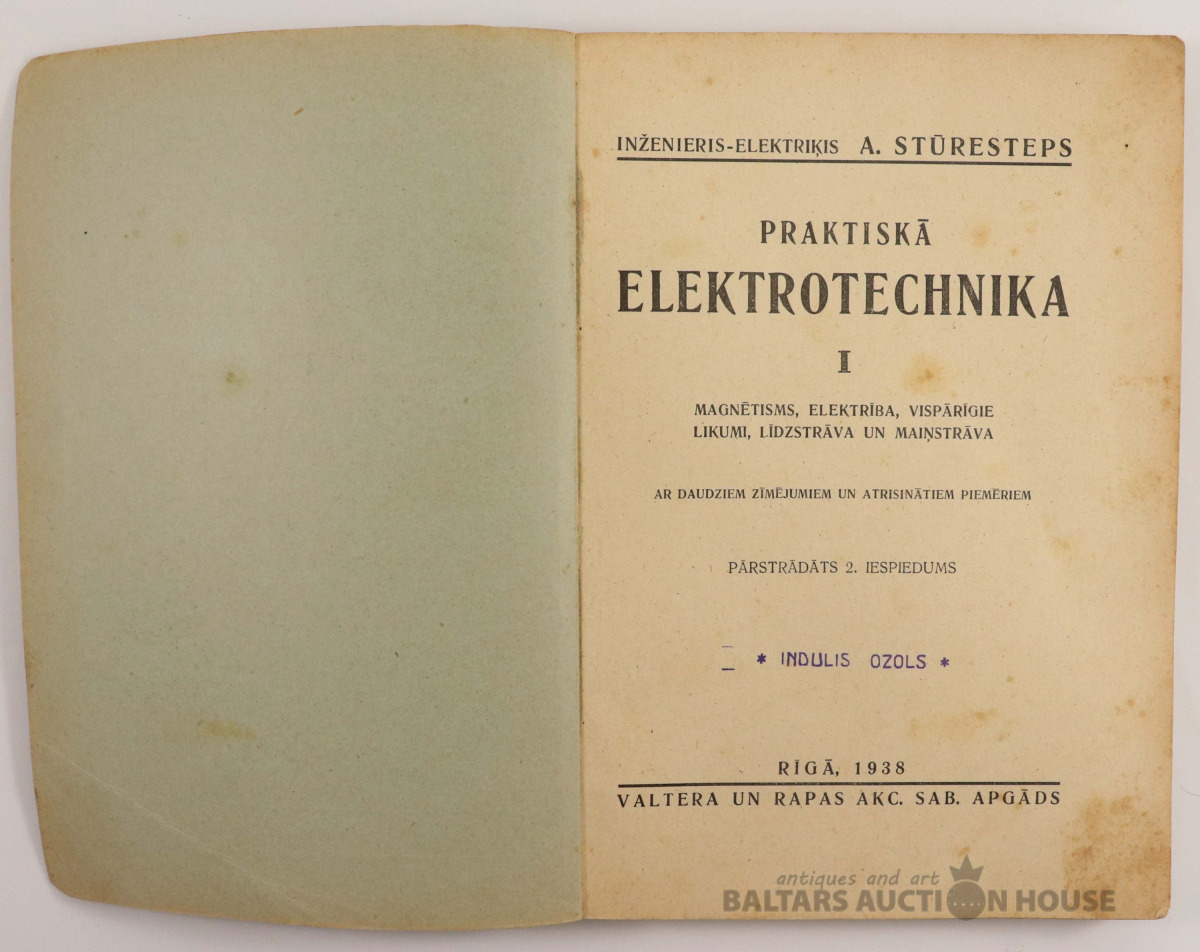 INŽENIERIS-ELEKTRIĶIS A. STŪRESTEPS
PRAKTISKĀ
ELEKTROTECHNIKA
I
MAGNĒTISMS, ELEKTRĪBA, VISPĀRĪGIE
LIKUMI, LĪDZSTRĀVA UN MAIŅSTRĀVA
AR DAUDZIEM ZĪMĒJUMIEM UN ATRISINĀTIEM PIEMĒRIEM
PĀRSTRĀDĀTS 2. IESPIEDUMS
* INDULIS OZOLS *
RĪGĀ, 1938
VALTERA UN RAPAS AKC. SAB. APGĀDS
antiques and art
BALTARS AUCTION HOUSE